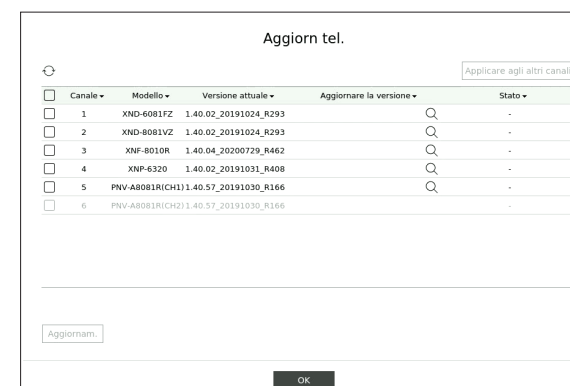 Aggiorn tel.
Applicare agli altri canali
Canale Modello Versione attuale Aggiornare la versione Stato
1 XND-6081FZ 1.40.02_20191024_R293 -
2 XND-8081VZ 1.40.02_20191024_R293 -
3 XNF-8010R 1.40.04_20200729_R462 -
4 XNP-6320 1.40.02_20191031_R408 -
5 PNV-A8081R(CH1) 1.40.57_20191030_R166 -
6 PNV-A8081R(CH2) 1.40.57_20191030_R166 -
Aggiornam.
OK